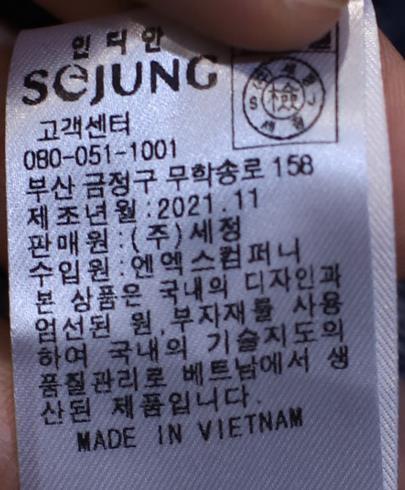 인디안
SEJUNG
檢
고객센터
080-051-1001
부산 금정구 무학송로 158
제조년월:2021.11
판매원:(주)세정
수입원:엔엑스컴퍼니
본 상품은 국내의 디자인과
엄선된 원,부자재를 사용
하여 국내의 기술지도의
품질관리로 베트남에서 생
산된 제품입니다.
MADE IN VIETNAM